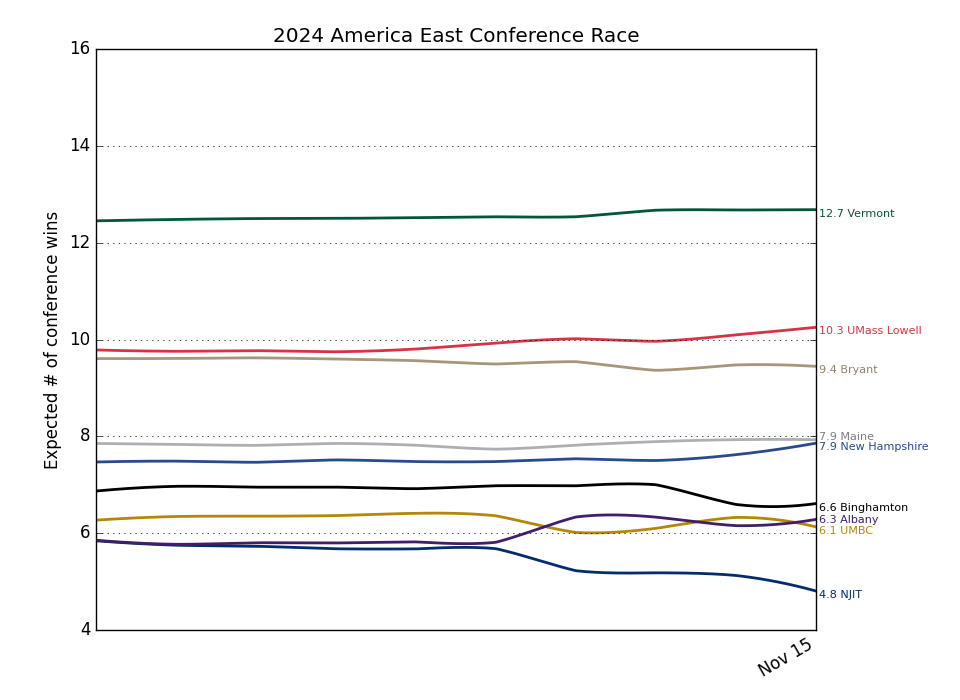 2024 America East Conference Race
Expected # of conference wins
16
14
12
10
8
6
4
12.7 Vermont
10.3 UMass Lowell
9.4 Bryant
7.9 Maine
7.9 New Hampshire
6.6 Binghamton
6.3 Albany
6.1 UMBC
4.8 NJIT
Nov 15